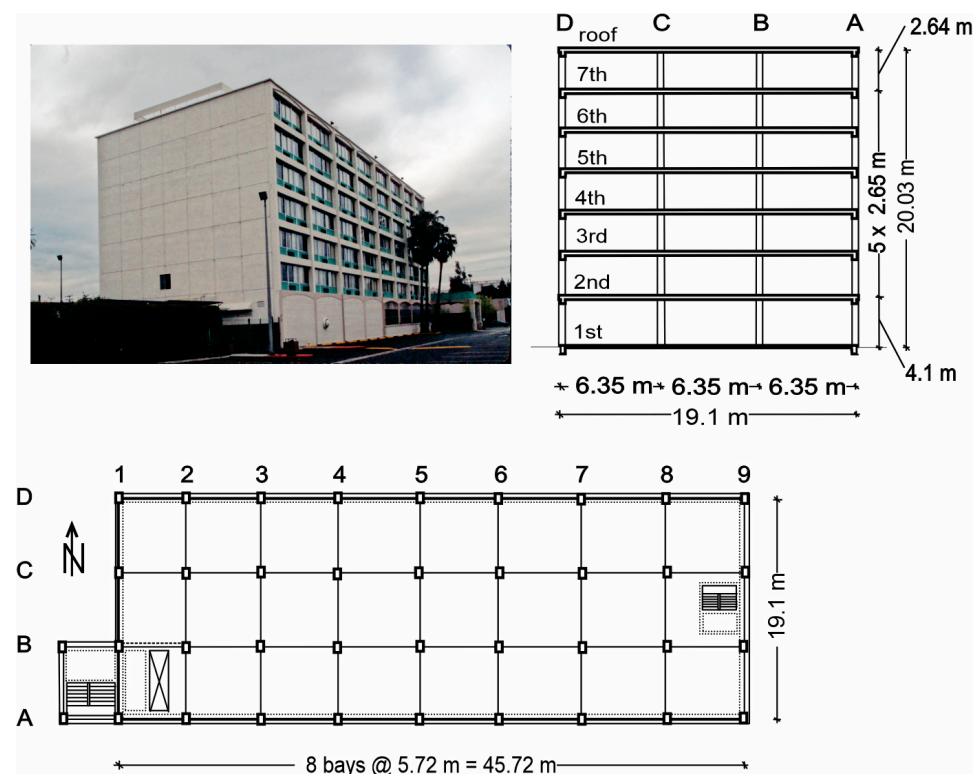 D C B A
roof
2.64 m
7th
6th
5th
4th
3rd
2nd
1st
5 x 2.65 m
20.03 m
4.1 m
6.35 m 6.35 m 6.35 m
19.1 m
1 2 3 4 5 6 7 8 9
D
N
C
B
A
19.1 m
8 bays @ 5.72 m = 45.72 m